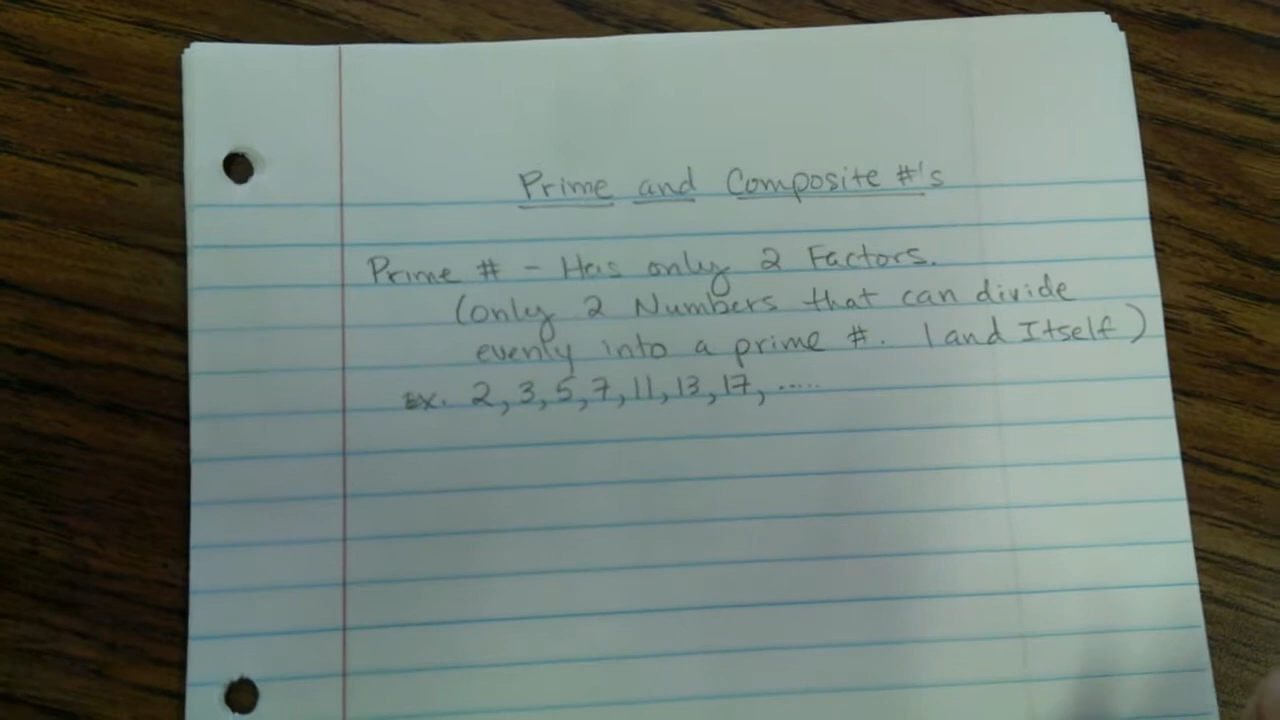 Prime and Composite #'s
Prime # - Has only 2 Factors.
(only 2 Numbers that can divide
evenly into a prime #. 1 and Itself)
Ex. 2, 3, 5, 7, 11, 13, 17, .....